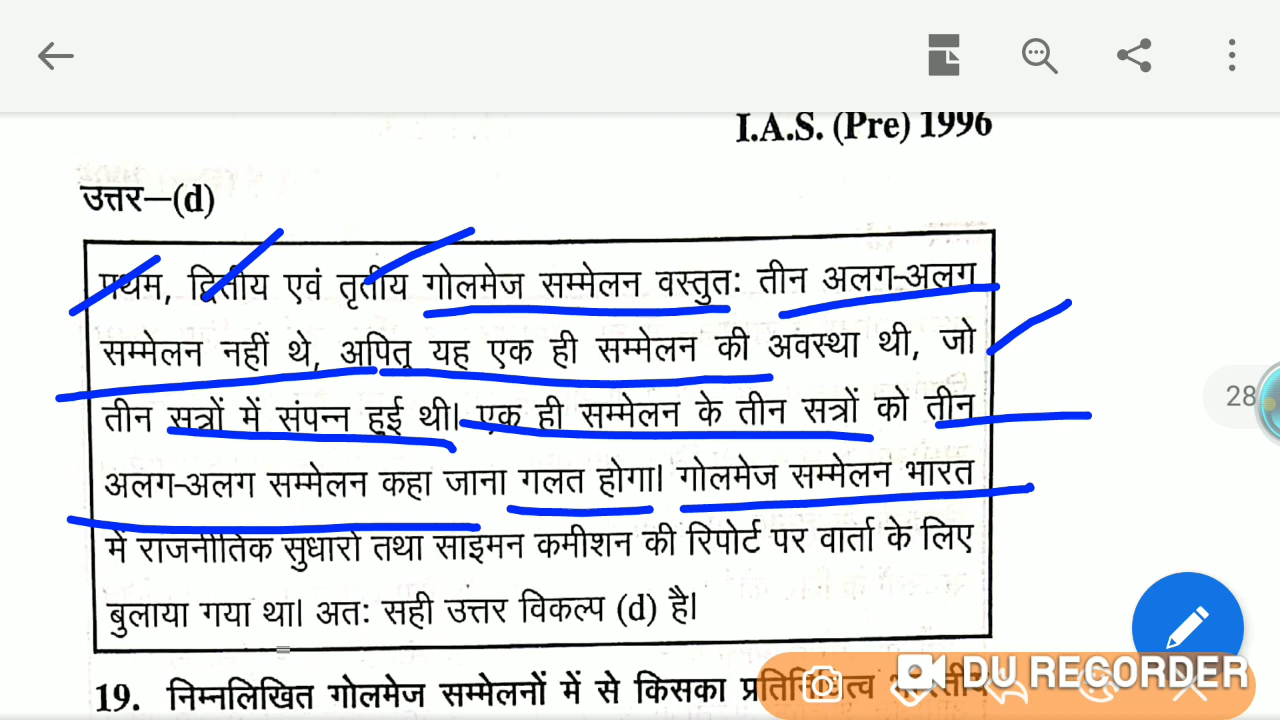 I.A.S. (Pre) 1996
उत्तर—(d)
प्रथम, द्वितीय एवं तृतीय गोलमेज सम्मेलन वस्तुतः तीन अलग-अलग
सम्मेलन नहीं थे, अपितु यह एक ही सम्मेलन की अवस्था थी, जो
तीन सत्रों में संपन्न हुई थी। एक ही सम्मेलन के तीन सत्रों को तीन
अलग-अलग सम्मेलन कहा जाना गलत होगा। गोलमेज सम्मेलन भारत
में राजनीतिक सुधारों तथा साइमन कमीशन की रिपोर्ट पर वार्ता के लिए
बुलाया गया था। अतः सही उत्तर विकल्प (d) है।
28
DU RECORDER
19. निम्नलिखित गोलमेज सम्मेलनों में से किसका प्रतिनिधित्व भारतीय